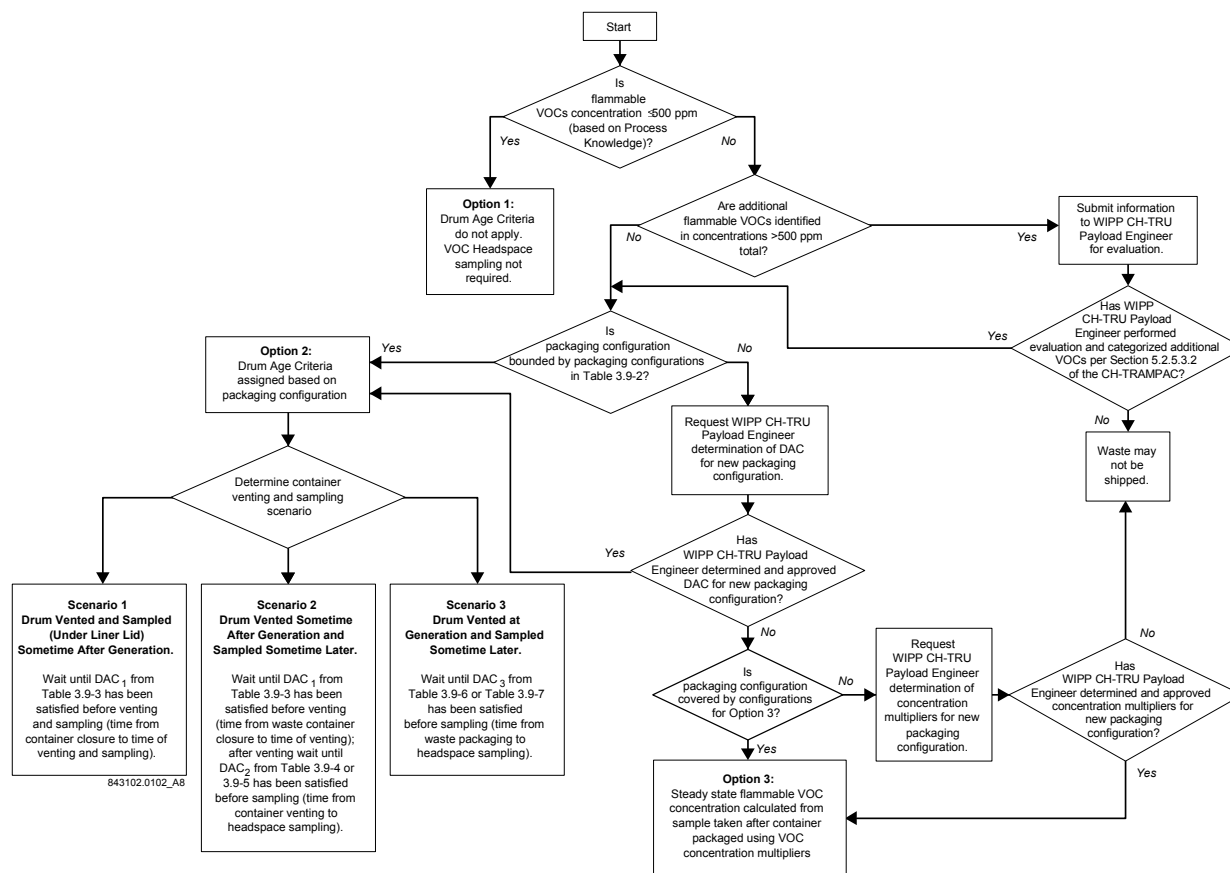 Start
Is
flammable
VOCs concentration ≤500 ppm
(based on Process
Knowledge)?
Yes
No
Option 1:
Drum Age Criteria
do not apply.
VOC Headspace
sampling not
required.
Are additional
flammable VOCs identified
in concentrations >500 ppm
total?
No
Yes
Submit information
to WIPP CH-TRU
Payload Engineer
for evaluation.
Has WIPP
CH-TRU Payload
Engineer performed
evaluation and categorized additional
VOCs per Section 5.2.5.3.2
of the CH-TRAMPAC?
Yes
No
Waste may
not be
shipped.
Is
packaging configuration
bounded by packaging configurations
in Table 3.9-2?
Yes
No
Option 2:
Drum Age Criteria
assigned based on
packaging configuration
Request WIPP CH-TRU
Payload Engineer
determination of DAC
for new packaging
configuration.
Determine container
venting and sampling
scenario
Has
WIPP CH-TRU Payload
Engineer determined and approved
DAC for new packaging
configuration?
Yes
No
Scenario 1
Drum Vented and Sampled
(Under Liner Lid)
Sometime After Generation.
Wait until DAC 1 from
Table 3.9-3 has been
satisfied before venting
and sampling (time from
container closure to time of
venting and sampling).
843102.0102_A8
Scenario 2
Drum Vented Sometime
After Generation and
Sampled Sometime Later.
Wait until DAC 1 from
Table 3.9-3 has been
satisfied before venting
(time from waste container
closure to time of venting);
after venting wait until
DAC2 from Table 3.9-4 or
3.9-5 has been satisfied
before sampling (time from
container venting to
headspace sampling).
Scenario 3
Drum Vented at
Generation and Sampled
Sometime Later.
Wait until DAC 3 from
Table 3.9-6 or Table 3.9-7
has been satisfied
before sampling (time from
waste packaging to
headspace sampling).
Is
packaging configuration
covered by configurations
for Option 3?
No
Yes
Request
WIPP CH-TRU
Payload Engineer
determination of
concentration
multipliers for new
packaging
configuration.
Has
WIPP CH-TRU Payload
Engineer determined and approved
concentration multipliers for
new packaging
configuration?
No
Yes
Option 3:
Steady state flammable VOC
concentration calculated from
sample taken after container
packaged using VOC
concentration multipliers